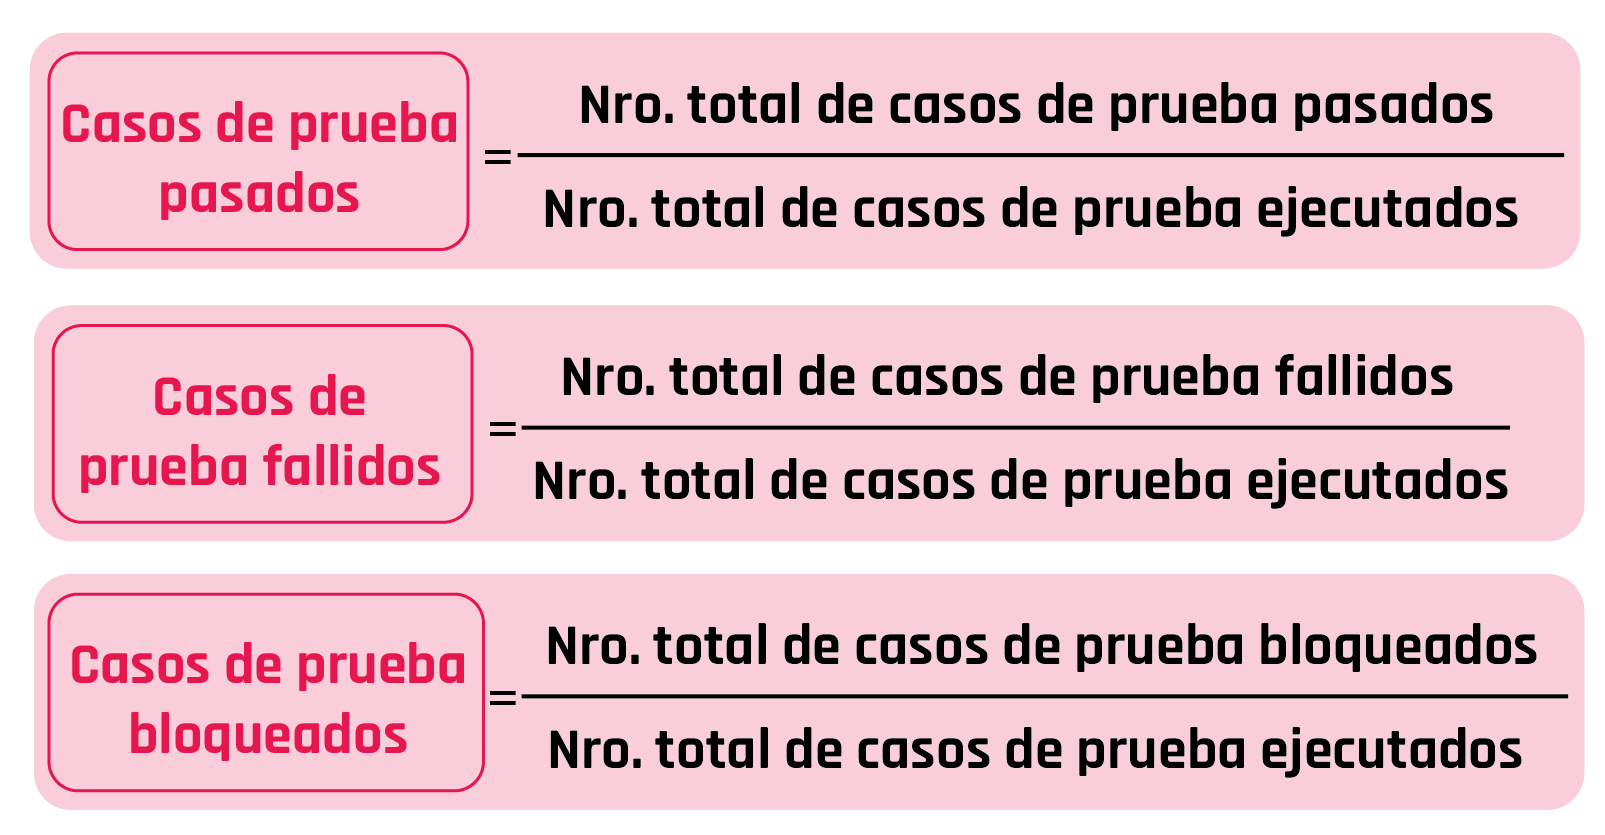 Casos de prueba
pasados
=
Nro. total de casos de prueba pasados
Nro. total de casos de prueba ejecutados
Casos de
prueba fallidos
=
Nro. total de casos de prueba fallidos
Nro. total de casos de prueba ejecutados
Casos de prueba
bloqueados
=
Nro. total de casos de prueba bloqueados
Nro. total de casos de prueba ejecutados